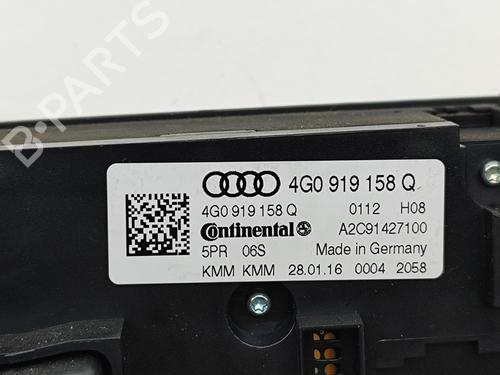 4G0 919 158 Q
4G0 919 158 Q 0112 H08
Continental A2C91427100
5PR 06S Made in Germany
KMM KMM 28.01.16 0004 2058
B-PARTS